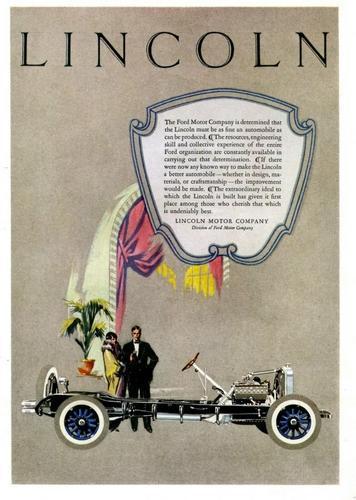 LINCOLN
The Ford Motor Company is determined that
the Lincoln must be as fine an automobile as
can be produced. ¶The resources, engineering
skill and collective experience of the entire
Ford organization are constantly available in
carrying out that determination. ¶If there
were now any known way to make the Lincoln
a better automobile—whether in design, ma-
terials, or craftsmanship—the improvement
would be made. ¶The extraordinary ideal to
which the Lincoln is built has given it first
place among those who cherish that which
is undeniably best.
LINCOLN MOTOR COMPANY
Division of Ford Motor Company